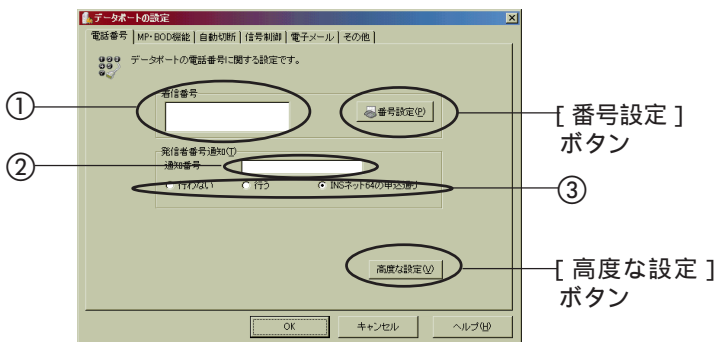 データポートの設定
電話番号 MP・BOD機能 自動切断 信号制御 電子メール その他
データポートの電話番号に関する設定です。
着信番号
① 番号設定(P) [番号設定]
ボタン
発信者番号通知(T)
② 通知番号
行わない 行う INSネット64の申込通り ③
高度な設定(V) [高度な設定]
ボタン
OK キャンセル ヘルプ(H)